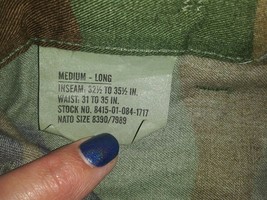 MEDIUM - LONG
INSEAM: 32½ TO 35½ IN.
WAIST: 31 TO 35 IN.
STOCK NO. 8415-01-084-1717
NATO SIZE 8390/7989